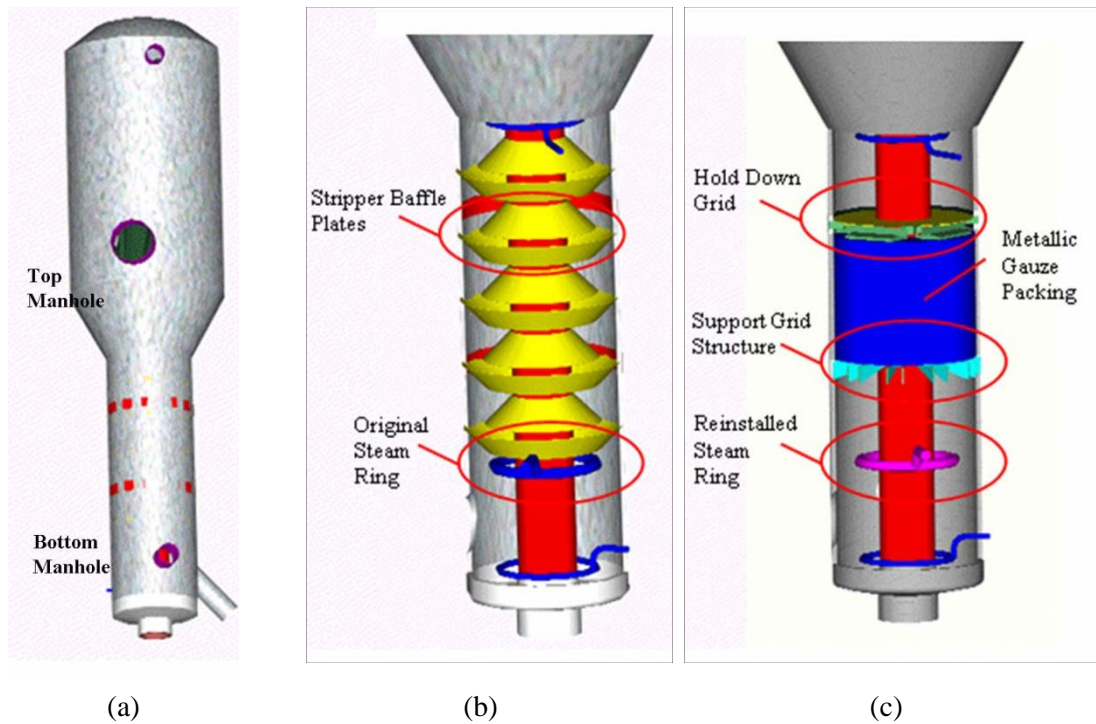 Top
Manhole
Bottom
Manhole
(a)
Stripper Baffle
Plates
Original
Steam
Ring
(b)
Hold Down
Grid
Metallic
Gauze
Packing
Support Grid
Structure
Reinstalled
Steam
Ring
(c)